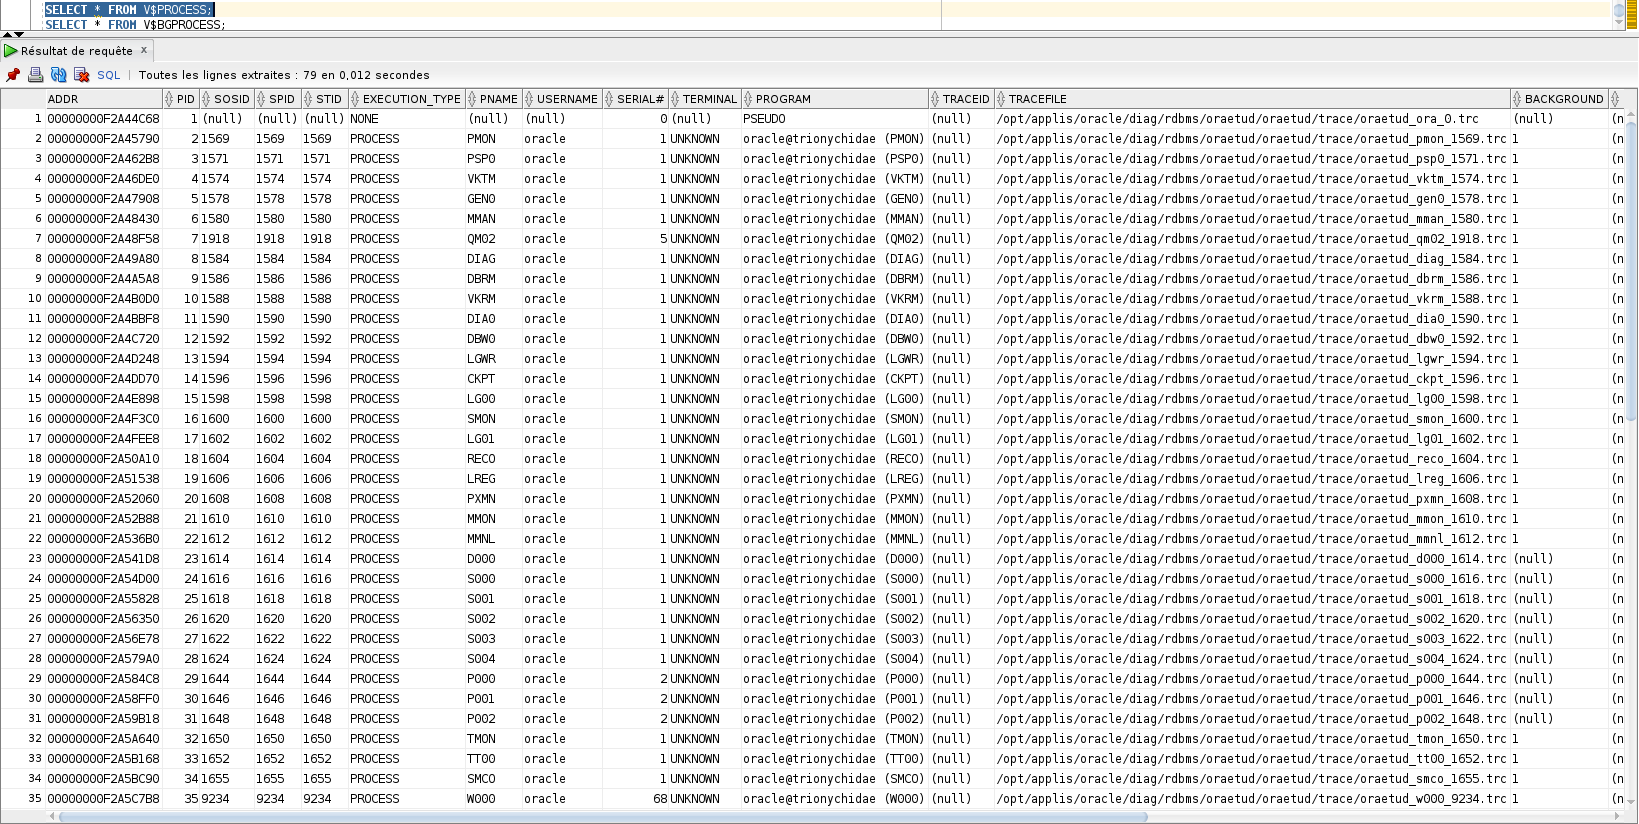 SELECT * FROM V$PROCESS;
SELECT * FROM V$BGPROCESS;
Résultat de requête x
SQL | Toutes les lignes extraites : 79 en 0,012 secondes
ADDR PID SOSID SPID STID EXECUTION_TYPE PNAME USERNAME SERIAL# TERMINAL PROGRAM TRACEID TRACEFILE BACKGROUND
1 00000000F2A44C68 1 (null) (null) (null) NONE (null) (null) 0 (null) PSEUDO (null) /opt/applis/oracle/diag/rdbms/oraetud/oraetud/trace/oraetud_ora_0.trc (null) (n
2 00000000F2A45790 2 1569 1569 1569 PROCESS PMON oracle 1 UNKNOWN oracle@trionychidae (PMON) (null) /opt/applis/oracle/diag/rdbms/oraetud/oraetud/trace/oraetud_pmon_1569.trc 1 (n
3 00000000F2A462B8 3 1571 1571 1571 PROCESS PSP0 oracle 1 UNKNOWN oracle@trionychidae (PSP0) (null) /opt/applis/oracle/diag/rdbms/oraetud/oraetud/trace/oraetud_psp0_1571.trc 1 (n
4 00000000F2A46DE0 4 1574 1574 1574 PROCESS VKTM oracle 1 UNKNOWN oracle@trionychidae (VKTM) (null) /opt/applis/oracle/diag/rdbms/oraetud/oraetud/trace/oraetud_vktm_1574.trc 1 (n
5 00000000F2A47908 5 1578 1578 1578 PROCESS GEN0 oracle 1 UNKNOWN oracle@trionychidae (GEN0) (null) /opt/applis/oracle/diag/rdbms/oraetud/oraetud/trace/oraetud_gen0_1578.trc 1 (n
6 00000000F2A48430 6 1580 1580 1580 PROCESS MMAN oracle 1 UNKNOWN oracle@trionychidae (MMAN) (null) /opt/applis/oracle/diag/rdbms/oraetud/oraetud/trace/oraetud_mman_1580.trc 1 (n
7 00000000F2A48F58 7 1918 1918 1918 PROCESS QM02 oracle 5 UNKNOWN oracle@trionychidae (QM02) (null) /opt/applis/oracle/diag/rdbms/oraetud/oraetud/trace/oraetud_qm02_1918.trc 1 (n
8 00000000F2A49A80 8 1584 1584 1584 PROCESS DIAG oracle 1 UNKNOWN oracle@trionychidae (DIAG) (null) /opt/applis/oracle/diag/rdbms/oraetud/oraetud/trace/oraetud_diag_1584.trc 1 (n
9 00000000F2A4A5A8 9 1586 1586 1586 PROCESS DBRM oracle 1 UNKNOWN oracle@trionychidae (DBRM) (null) /opt/applis/oracle/diag/rdbms/oraetud/oraetud/trace/oraetud_dbrm_1586.trc 1 (n
10 00000000F2A4B0D0 10 1588 1588 1588 PROCESS VKRM oracle 1 UNKNOWN oracle@trionychidae (VKRM) (null) /opt/applis/oracle/diag/rdbms/oraetud/oraetud/trace/oraetud_vkrm_1588.trc 1 (n
11 00000000F2A4BBF8 11 1590 1590 1590 PROCESS DIA0 oracle 1 UNKNOWN oracle@trionychidae (DIA0) (null) /opt/applis/oracle/diag/rdbms/oraetud/oraetud/trace/oraetud_dia0_1590.trc 1 (n
12 00000000F2A4C720 12 1592 1592 1592 PROCESS DBW0 oracle 1 UNKNOWN oracle@trionychidae (DBW0) (null) /opt/applis/oracle/diag/rdbms/oraetud/oraetud/trace/oraetud_dbw0_1592.trc 1 (n
13 00000000F2A4D248 13 1594 1594 1594 PROCESS LGWR oracle 1 UNKNOWN oracle@trionychidae (LGWR) (null) /opt/applis/oracle/diag/rdbms/oraetud/oraetud/trace/oraetud_lgwr_1594.trc 1 (n
14 00000000F2A4DD70 14 1596 1596 1596 PROCESS CKPT oracle 1 UNKNOWN oracle@trionychidae (CKPT) (null) /opt/applis/oracle/diag/rdbms/oraetud/oraetud/trace/oraetud_ckpt_1596.trc 1 (n
15 00000000F2A4E898 15 1598 1598 1598 PROCESS LG00 oracle 1 UNKNOWN oracle@trionychidae (LG00) (null) /opt/applis/oracle/diag/rdbms/oraetud/oraetud/trace/oraetud_lg00_1598.trc 1 (n
16 00000000F2A4F3C0 16 1600 1600 1600 PROCESS SMON oracle 1 UNKNOWN oracle@trionychidae (SMON) (null) /opt/applis/oracle/diag/rdbms/oraetud/oraetud/trace/oraetud_smon_1600.trc 1 (n
17 00000000F2A4FEE8 17 1602 1602 1602 PROCESS LG01 oracle 1 UNKNOWN oracle@trionychidae (LG01) (null) /opt/applis/oracle/diag/rdbms/oraetud/oraetud/trace/oraetud_lg01_1602.trc 1 (n
18 00000000F2A50A10 18 1604 1604 1604 PROCESS RECO oracle 1 UNKNOWN oracle@trionychidae (RECO) (null) /opt/applis/oracle/diag/rdbms/oraetud/oraetud/trace/oraetud_reco_1604.trc 1 (n
19 00000000F2A51538 19 1606 1606 1606 PROCESS LREG oracle 1 UNKNOWN oracle@trionychidae (LREG) (null) /opt/applis/oracle/diag/rdbms/oraetud/oraetud/trace/oraetud_lreg_1606.trc 1 (n
20 00000000F2A52060 20 1608 1608 1608 PROCESS PXMN oracle 1 UNKNOWN oracle@trionychidae (PXMN) (null) /opt/applis/oracle/diag/rdbms/oraetud/oraetud/trace/oraetud_pxmn_1608.trc 1 (n
21 00000000F2A52B88 21 1610 1610 1610 PROCESS MMON oracle 1 UNKNOWN oracle@trionychidae (MMON) (null) /opt/applis/oracle/diag/rdbms/oraetud/oraetud/trace/oraetud_mmon_1610.trc 1 (n
22 00000000F2A536B0 22 1612 1612 1612 PROCESS MMNL oracle 1 UNKNOWN oracle@trionychidae (MMNL) (null) /opt/applis/oracle/diag/rdbms/oraetud/oraetud/trace/oraetud_mmnl_1612.trc 1 (n
23 00000000F2A541D8 23 1614 1614 1614 PROCESS D000 oracle 1 UNKNOWN oracle@trionychidae (D000) (null) /opt/applis/oracle/diag/rdbms/oraetud/oraetud/trace/oraetud_d000_1614.trc (null) (n
24 00000000F2A54D00 24 1616 1616 1616 PROCESS S000 oracle 1 UNKNOWN oracle@trionychidae (S000) (null) /opt/applis/oracle/diag/rdbms/oraetud/oraetud/trace/oraetud_s000_1616.trc (null) (n
25 00000000F2A55828 25 1618 1618 1618 PROCESS S001 oracle 1 UNKNOWN oracle@trionychidae (S001) (null) /opt/applis/oracle/diag/rdbms/oraetud/oraetud/trace/oraetud_s001_1618.trc (null) (n
26 00000000F2A56350 26 1620 1620 1620 PROCESS S002 oracle 1 UNKNOWN oracle@trionychidae (S002) (null) /opt/applis/oracle/diag/rdbms/oraetud/oraetud/trace/oraetud_s002_1620.trc (null) (n
27 00000000F2A56E78 27 1622 1622 1622 PROCESS S003 oracle 1 UNKNOWN oracle@trionychidae (S003) (null) /opt/applis/oracle/diag/rdbms/oraetud/oraetud/trace/oraetud_s003_1622.trc (null) (n
28 00000000F2A579A0 28 1624 1624 1624 PROCESS S004 oracle 1 UNKNOWN oracle@trionychidae (S004) (null) /opt/applis/oracle/diag/rdbms/oraetud/oraetud/trace/oraetud_s004_1624.trc (null) (n
29 00000000F2A584C8 29 1644 1644 1644 PROCESS P000 oracle 2 UNKNOWN oracle@trionychidae (P000) (null) /opt/applis/oracle/diag/rdbms/oraetud/oraetud/trace/oraetud_p000_1644.trc (null) (n
30 00000000F2A58FF0 30 1646 1646 1646 PROCESS P001 oracle 2 UNKNOWN oracle@trionychidae (P001) (null) /opt/applis/oracle/diag/rdbms/oraetud/oraetud/trace/oraetud_p001_1646.trc (null) (n
31 00000000F2A59B18 31 1648 1648 1648 PROCESS P002 oracle 2 UNKNOWN oracle@trionychidae (P002) (null) /opt/applis/oracle/diag/rdbms/oraetud/oraetud/trace/oraetud_p002_1648.trc (null) (n
32 00000000F2A5A640 32 1650 1650 1650 PROCESS TMON oracle 1 UNKNOWN oracle@trionychidae (TMON) (null) /opt/applis/oracle/diag/rdbms/oraetud/oraetud/trace/oraetud_tmon_1650.trc 1 (n
33 00000000F2A5B168 33 1652 1652 1652 PROCESS TT00 oracle 1 UNKNOWN oracle@trionychidae (TT00) (null) /opt/applis/oracle/diag/rdbms/oraetud/oraetud/trace/oraetud_tt00_1652.trc 1 (n
34 00000000F2A5BC90 34 1655 1655 1655 PROCESS SMCO oracle 1 UNKNOWN oracle@trionychidae (SMCO) (null) /opt/applis/oracle/diag/rdbms/oraetud/oraetud/trace/oraetud_smco_1655.trc 1 (n
35 00000000F2A5C7B8 35 9234 9234 9234 PROCESS W000 oracle 68 UNKNOWN oracle@trionychidae (W000) (null) /opt/applis/oracle/diag/rdbms/oraetud/oraetud/trace/oraetud_w000_9234.trc 1 (n